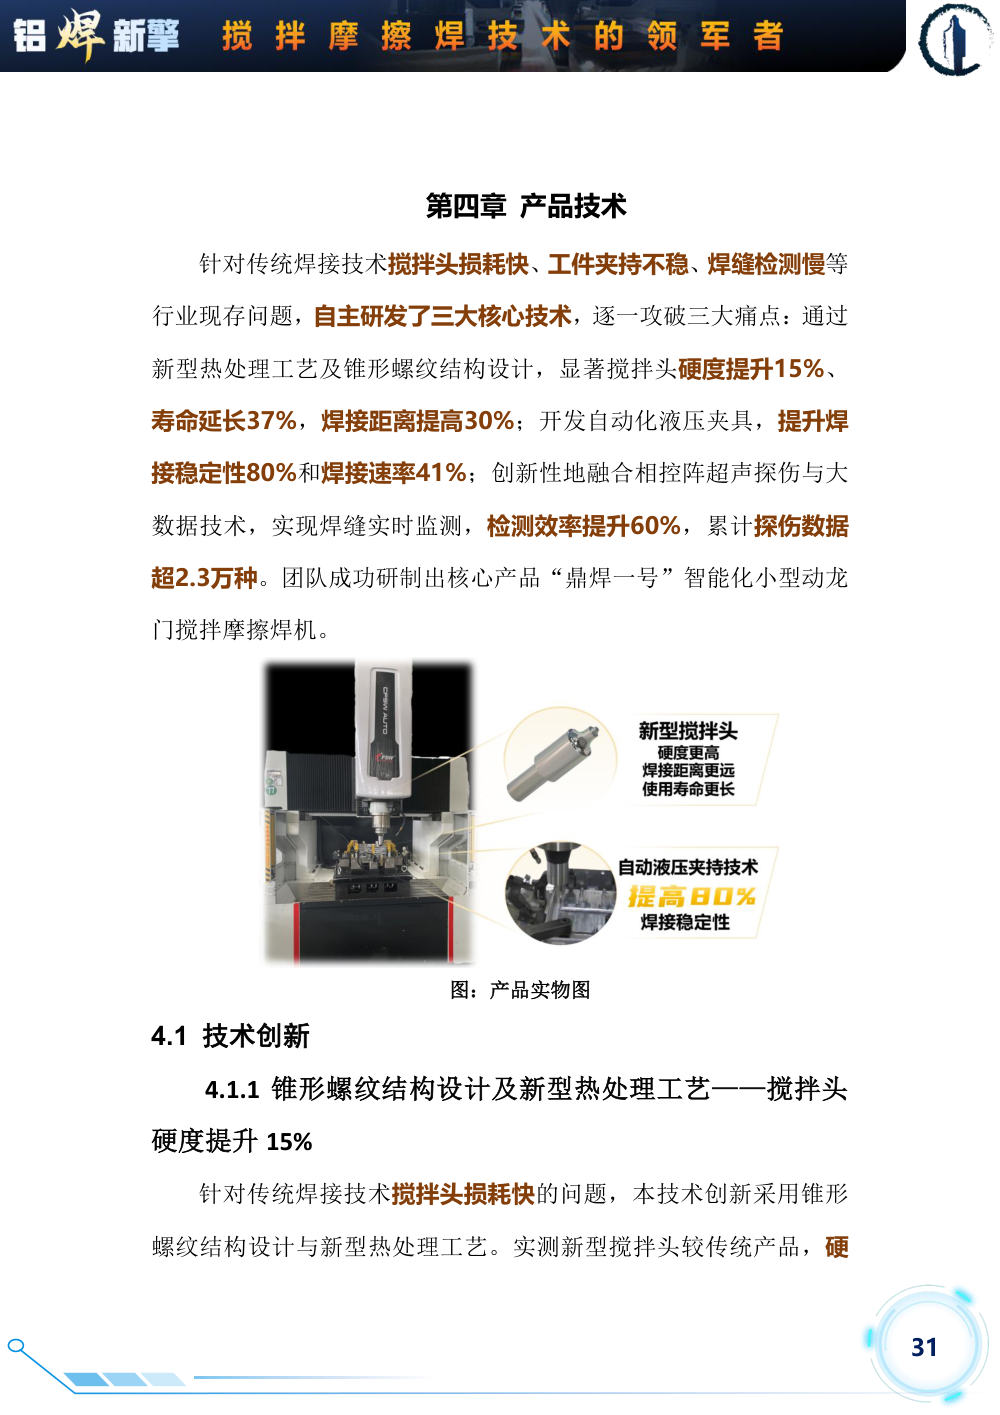 铝焊新擎 搅拌摩擦焊技术的领军者
第四章 产品技术
针对传统焊接技术搅拌头损耗快、工件夹持不稳、焊缝检测慢等
行业现存问题，自主研发了三大核心技术，逐一攻破三大痛点：通过
新型热处理工艺及锥形螺纹结构设计，显著搅拌头硬度提升15%、
寿命延长37%，焊接距离提高30%；开发自动化液压夹具，提升焊
接稳定性80%和焊接速率41%；创新性地融合相控阵超声探伤与大
数据技术，实现焊缝实时监测，检测效率提升60%，累计探伤数据
超2.3万种。团队成功研制出核心产品“鼎焊一号”智能化小型动龙
门搅拌摩擦焊机。
CFSW AUTO
新型搅拌头
硬度更高
焊接距离更远
使用寿命更长
自动液压夹持技术
提高80%
焊接稳定性
图：产品实物图
4.1 技术创新
4.1.1 锥形螺纹结构设计及新型热处理工艺——搅拌头
硬度提升 15%
针对传统焊接技术搅拌头损耗快的问题，本技术创新采用锥形
螺纹结构设计与新型热处理工艺。实测新型搅拌头较传统产品，硬
31